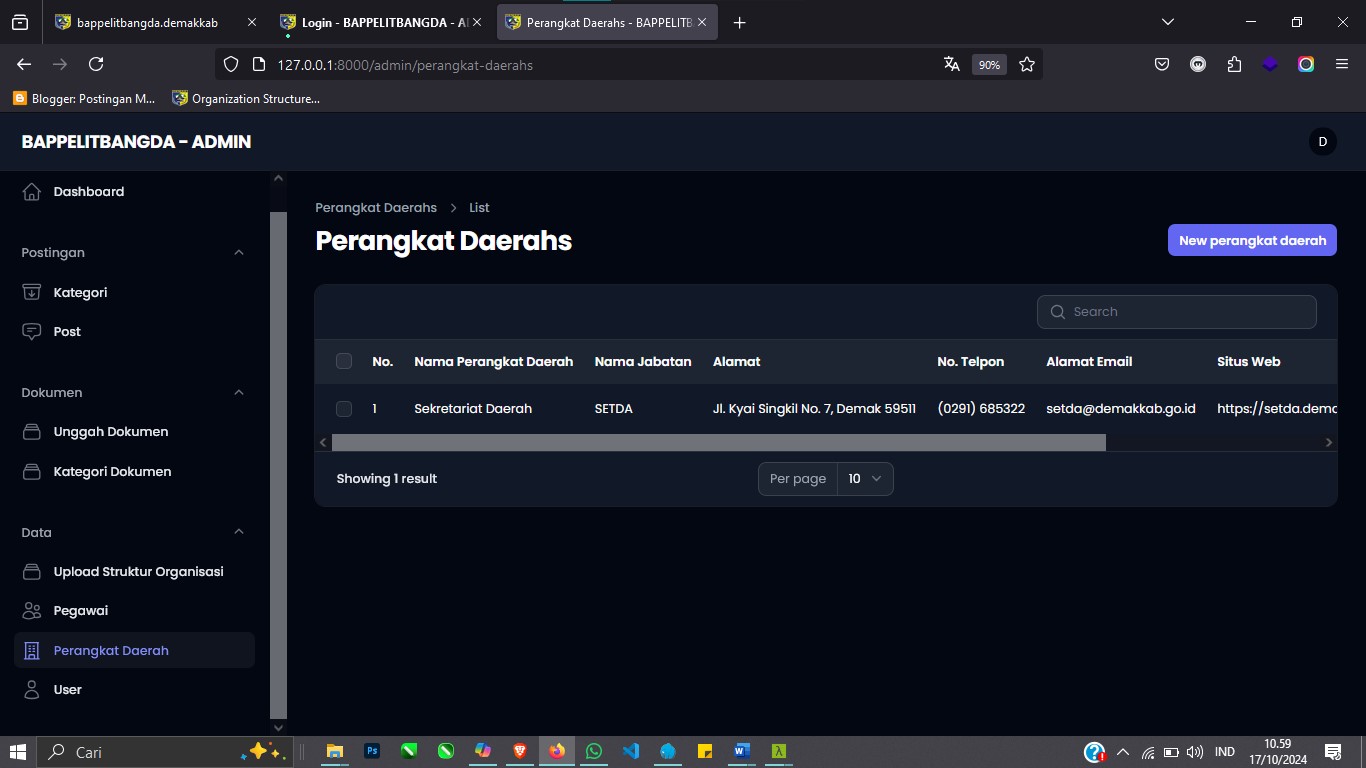 bappelitbangda.demakkab
Login - BAPPELITBANGDA - A
Perangkat Daerahs - BAPPELITB
127.0.0.1:8000/admin/perangkat-daerahs
90%
Blogger: Postingan M...
Organization Structure...
BAPPELITBANGDA - ADMIN
D
Dashboard
Postingan
Kategori
Post
Dokumen
Unggah Dokumen
Kategori Dokumen
Data
Upload Struktur Organisasi
Pegawai
Perangkat Daerah
User
Perangkat Daerahs > List
Perangkat Daerahs
New perangkat daerah
Search
No. Nama Perangkat Daerah Nama Jabatan Alamat No. Telpon Alamat Email Situs Web
1 Sekretariat Daerah SETDA Jl. Kyai Singkil No. 7, Demak 59511 (0291) 685322 setda@demakkab.go.id https://setda.dema
Showing 1 result
Per page 10
Cari
Ps
IND
10.59
17/10/2024